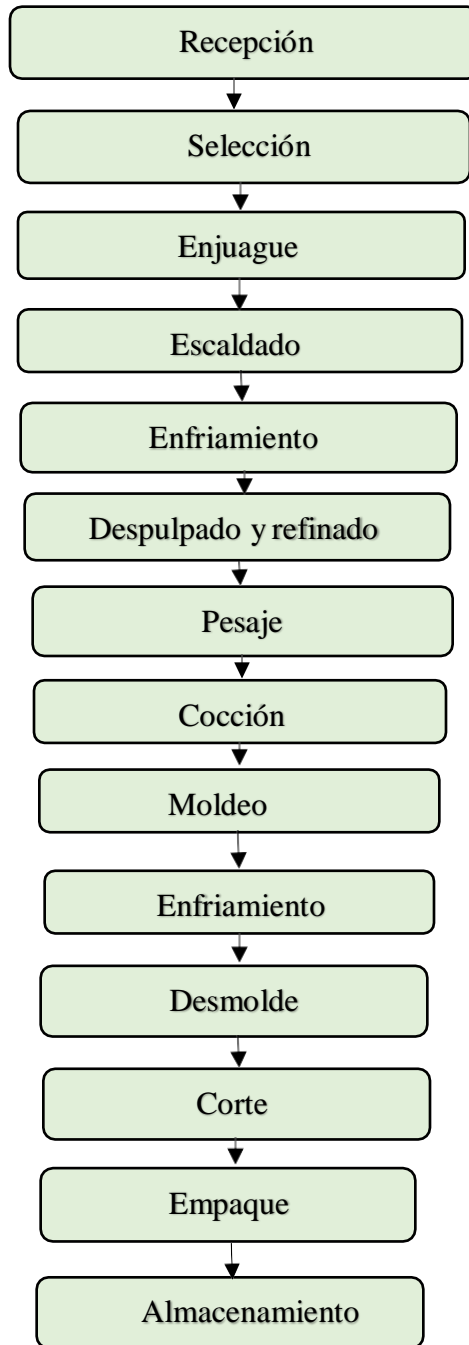 Recepción
Selección
Enjuague
Escaldado
Enfriamiento
Despulpado y refinado
Pesaje
Cocción
Moldeo
Enfriamiento
Desmolde
Corte
Empaque
Almacenamiento